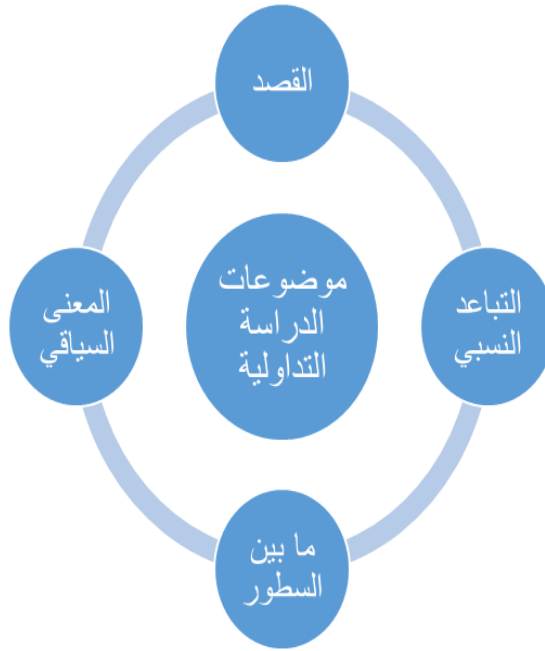 القصد
موضوعات
الدراسة
التداولية
التباعد
النسبي
ما بين
السطور
المعنى
السياقي